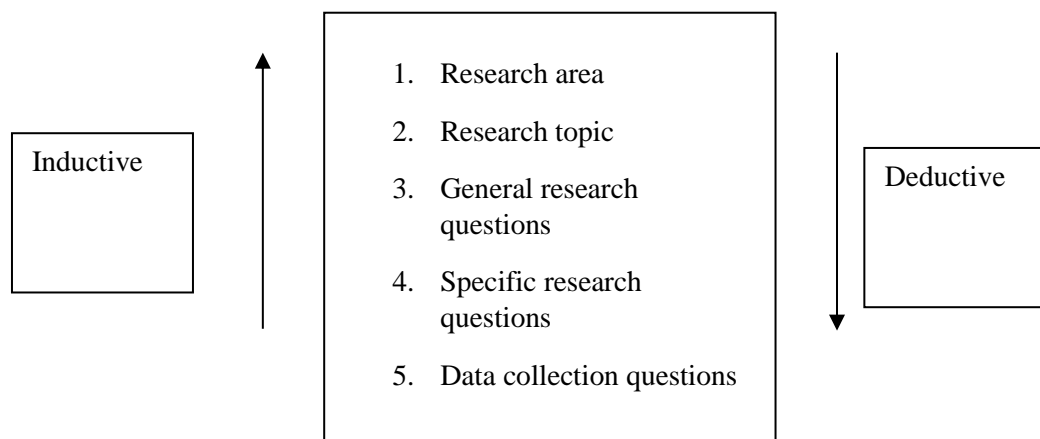 1. Research area
2. Research topic
Inductive
3. General research
questions
Deductive
4. Specific research
questions
5. Data collection questions